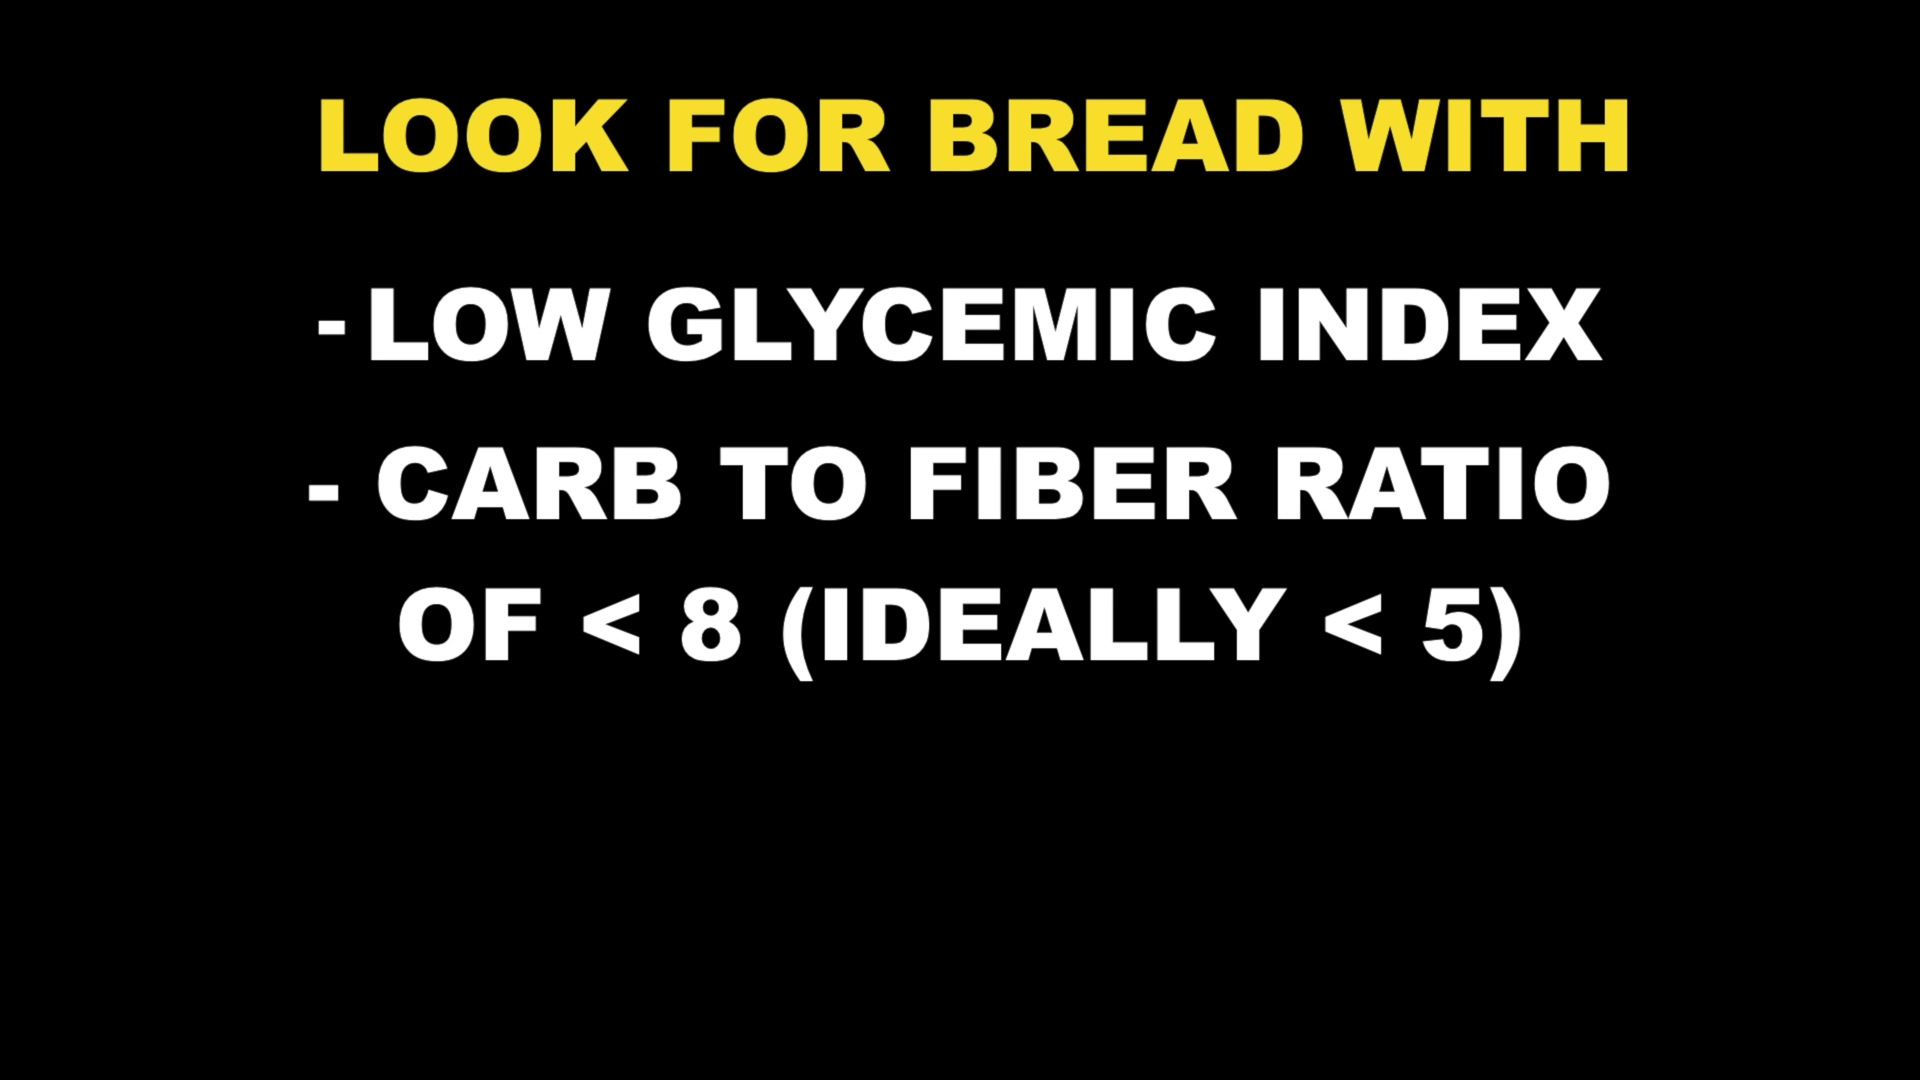 LOOK FOR BREAD WITH
- LOW GLYCEMIC INDEX
- CARB TO FIBER RATIO
OF < 8 (IDEALLY < 5)